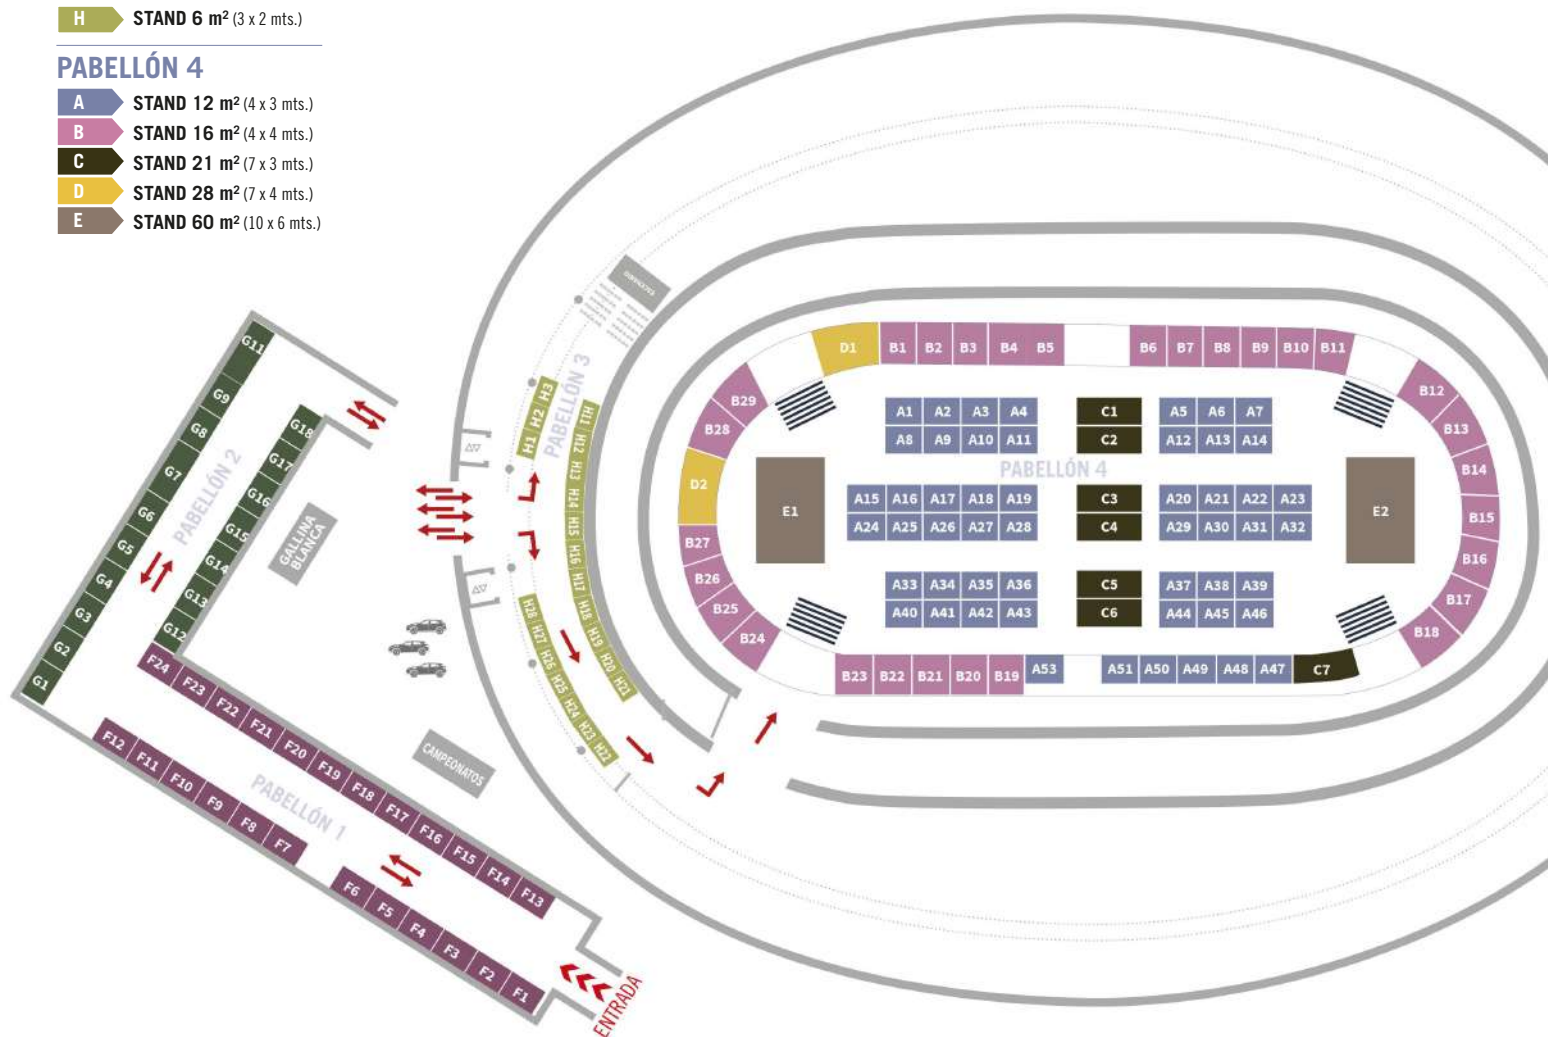 H STAND 6 m² (3 x 2 mts.)
PABELLÓN 4
A STAND 12 m² (4 x 3 mts.)
B STAND 16 m² (4 x 4 mts.)
C STAND 21 m² (7 x 3 mts.)
D STAND 28 m² (7 x 4 mts.)
E STAND 60 m² (10 x 6 mts.)
D1 B1 B2 B3 B4 B5 B6 B7 B8 B9 B10 B11
B29
B28
D2
B27
B26
B25
B24
B12
B13
B14
B15
B16
B17
B18
A1 A2 A3 A4 C1 A5 A6 A7
A8 A9 A10 A11 C2 A12 A13 A14
PABELLÓN 4
A15 A16 A17 A18 A19 C3 A20 A21 A22 A23
E1
E2
A24 A25 A26 A27 A28 C4 A29 A30 A31 A32
A33 A34 A35 A36 C5 A37 A38 A39
A40 A41 A42 A43 C6 A44 A45 A46
B23 B22 B21 B20 B19 A53 A51 A50 A49 A48 A47 C7
PABELLÓN 3
H1 H2 H3
H11
H12
H13
H14
H15
H16
H17
H18
H19
H20
H21
H28
H27
H26
H25
H24
H23
H22
PABELLÓN 2
G11
G9
G8
G7
G6
G5
G4
G3
G2
G1
G18
G17
G16
G15
G14
G13
G12
GALLINA
BLANCA
CAMPEONATOS
PABELLÓN 1
F24 F23 F22 F21 F20 F19 F18 F17 F16 F15 F14 F13
F12 F11 F10 F9 F8 F7
F6 F5 F4 F3 F2 F1
ENTRADA